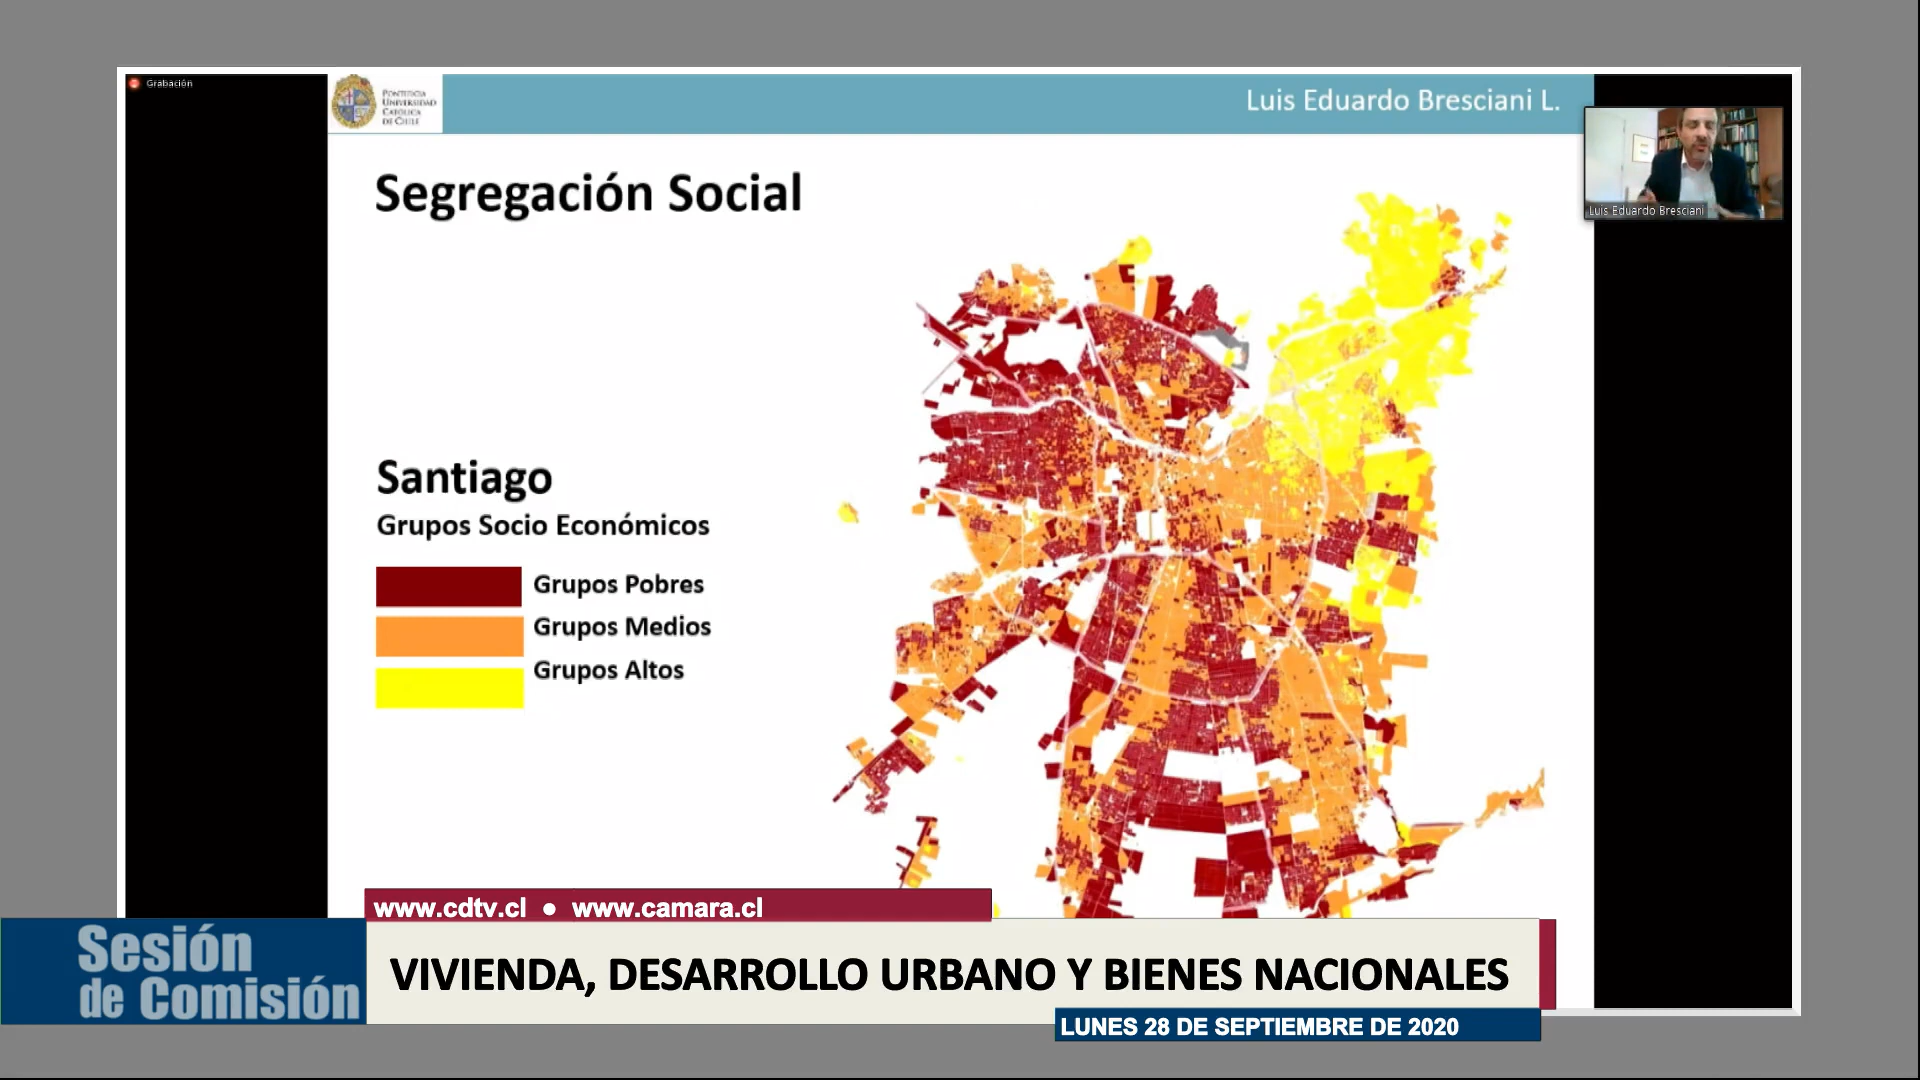 Grabación
PONTIFICIA
UNIVERSIDAD
CATÓLICA
DE CHILE
Luis Eduardo Bresciani L.
Luis Eduardo Bresciani
Segregación Social
Santiago
Grupos Socio Económicos
Grupos Pobres
Grupos Medios
Grupos Altos
www.cdtv.cl ● www.camara.cl
Sesión
de Comisión
VIVIENDA, DESARROLLO URBANO Y BIENES NACIONALES
LUNES 28 DE SEPTIEMBRE DE 2020